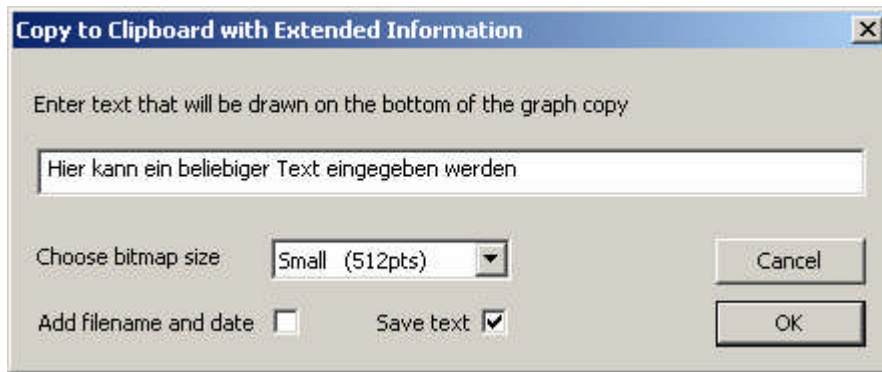 Copy to Clipboard with Extended Information
Enter text that will be drawn on the bottom of the graph copy
Hier kann ein beliebiger Text eingegeben werden
Choose bitmap size Small (512pts) Cancel
Add filename and date Save text OK